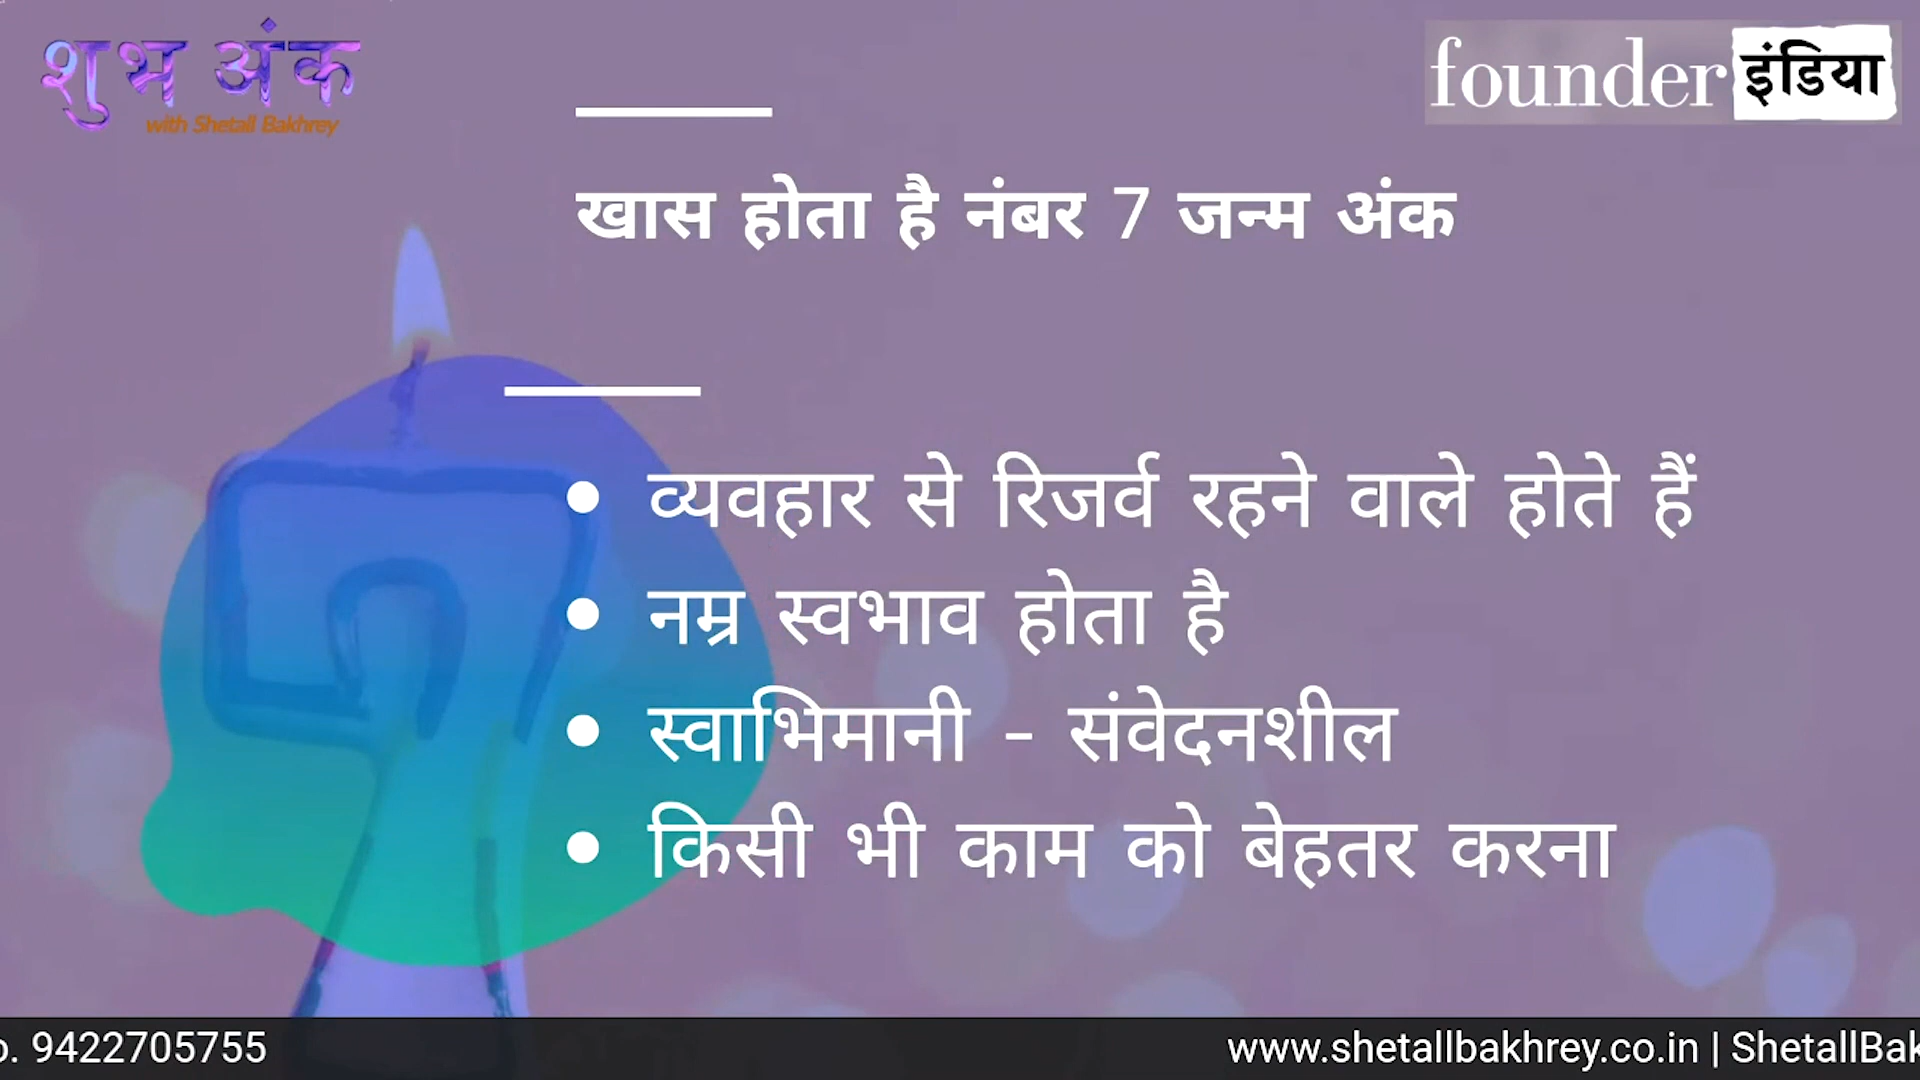 शुभ अंक
with Shetall Bakhrey
founder इंडिया
खास होता है नंबर 7 जन्म अंक
• व्यवहार से रिजर्व रहने वाले होते हैं
• नम्र स्वभाव होता है
• स्वाभिमानी - संवेदनशील
• किसी भी काम को बेहतर करना
o. 9422705755 www.shetallbakhrey.co.in | ShetallBak